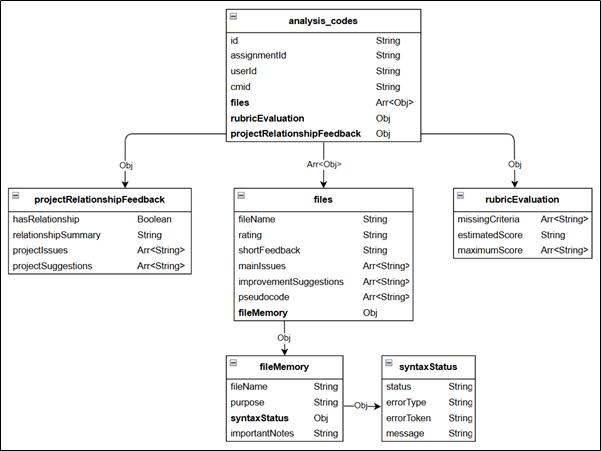 analysis_codes
id String
assignmentId String
userId String
cmid String
files Arr<Obj>
rubricEvaluation Obj
projectRelationshipFeedback Obj
Obj
Arr<Obj>
Obj
projectRelationshipFeedback
hasRelationship Boolean
relationshipSummary String
projectIssues Arr<String>
projectSuggestions Arr<String>
files
fileName String
rating String
shortFeedback String
mainIssues Arr<String>
improvementSuggestions Arr<String>
pseudocode Arr<String>
fileMemory Obj
rubricEvaluation
missingCriteria Arr<String>
estimatedScore String
maximumScore Arr<String>
Obj
fileMemory
fileName String
purpose String
syntaxStatus Obj
importantNotes String
Obj
syntaxStatus
status String
errorType String
errorToken String
message String